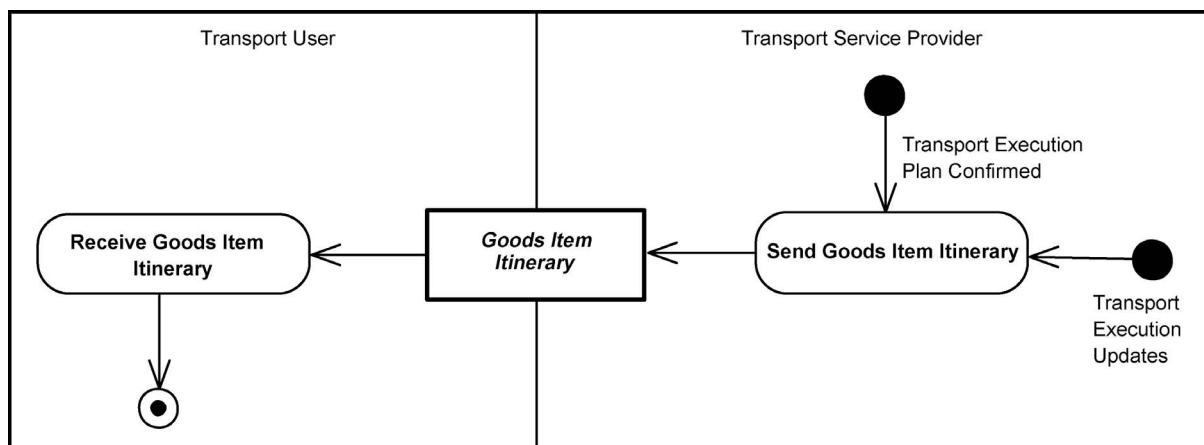 Transport User
Transport Service Provider
Transport Execution
Plan Confirmed
Receive Goods Item
Itinerary
Goods Item
Itinerary
Send Goods Item Itinerary
Transport
Execution
Updates